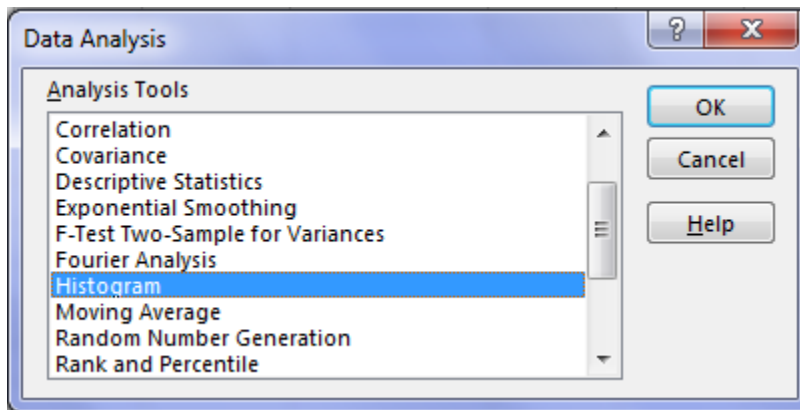 Data Analysis
?
Analysis Tools
Correlation
Covariance
Descriptive Statistics
Exponential Smoothing
F-Test Two-Sample for Variances
Fourier Analysis
Histogram
Moving Average
Random Number Generation
Rank and Percentile
OK
Cancel
Help